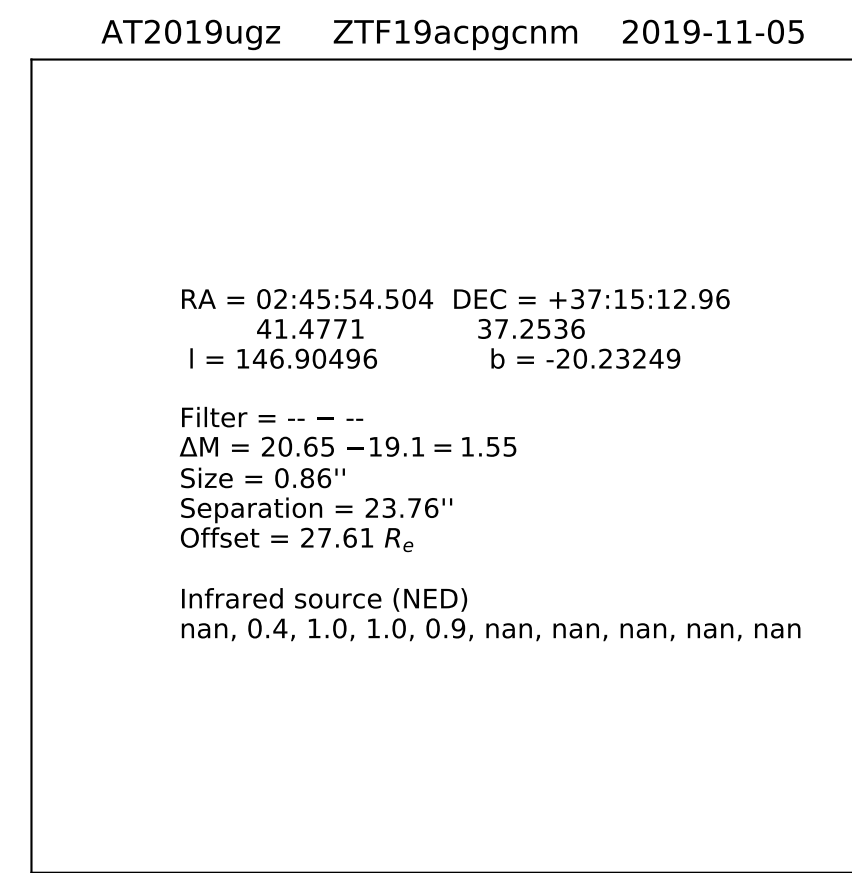 AT2019ugz ZTF19acpgcnm 2019-11-05
RA = 02:45:54.504 DEC = +37:15:12.96
41.4771 37.2536
l = 146.90496 b = -20.23249
Filter = -- − --
ΔM = 20.65 −19.1 = 1.55
Size = 0.86''
Separation = 23.76''
Offset = 27.61 Re
Infrared source (NED)
nan, 0.4, 1.0, 1.0, 0.9, nan, nan, nan, nan, nan